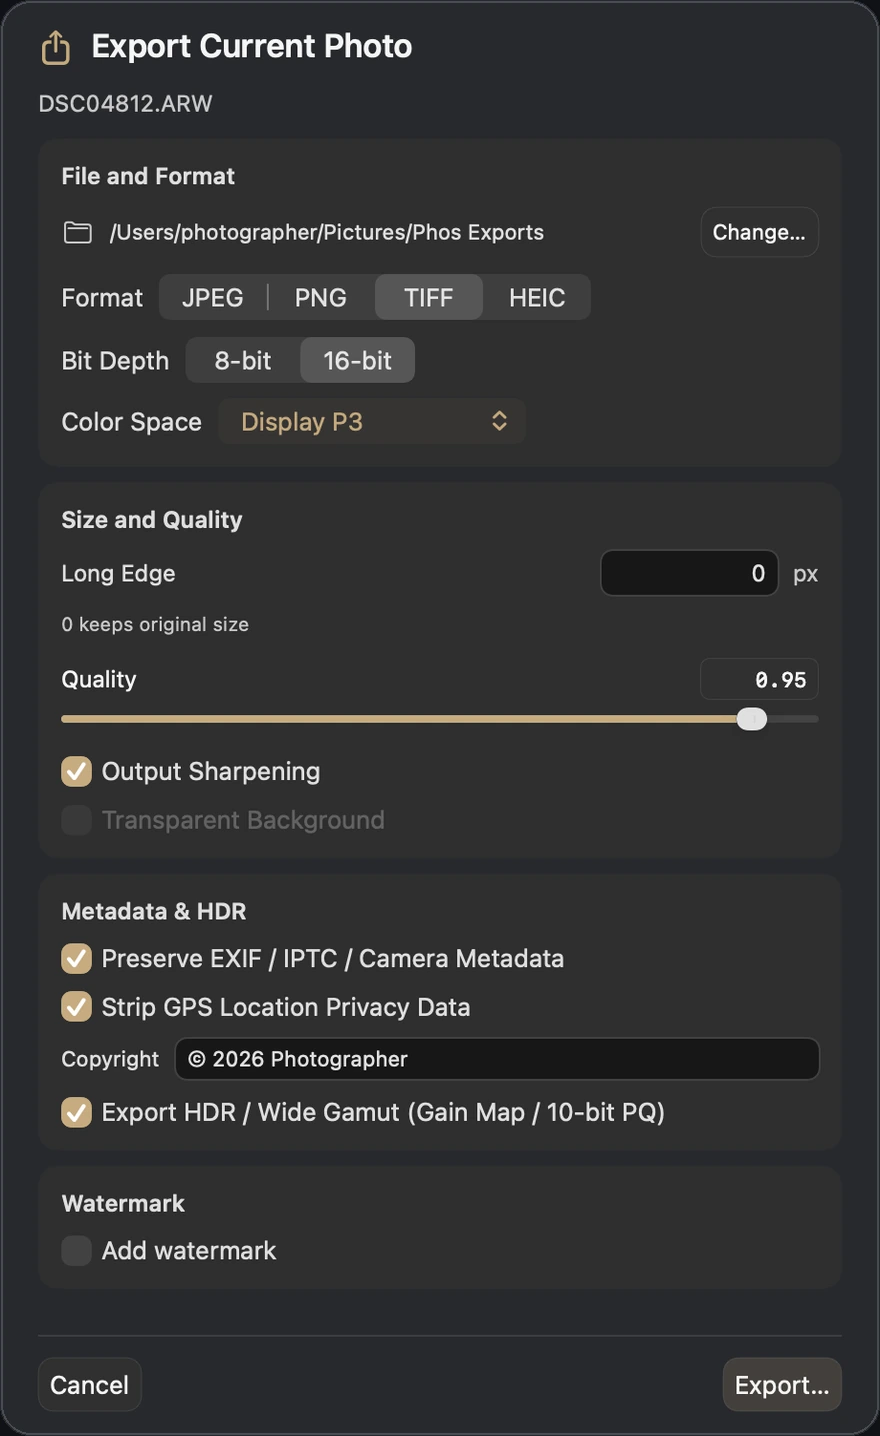 Export Current Photo
DSC04812.ARW
File and Format
/Users/photographer/Pictures/Phos Exports Change...
Format JPEG PNG TIFF HEIC
Bit Depth 8-bit 16-bit
Color Space Display P3
Size and Quality
Long Edge 0 px
0 keeps original size
Quality 0.95
Output Sharpening
Transparent Background
Metadata & HDR
Preserve EXIF / IPTC / Camera Metadata
Strip GPS Location Privacy Data
Copyright © 2026 Photographer
Export HDR / Wide Gamut (Gain Map / 10-bit PQ)
Watermark
Add watermark
Cancel Export...